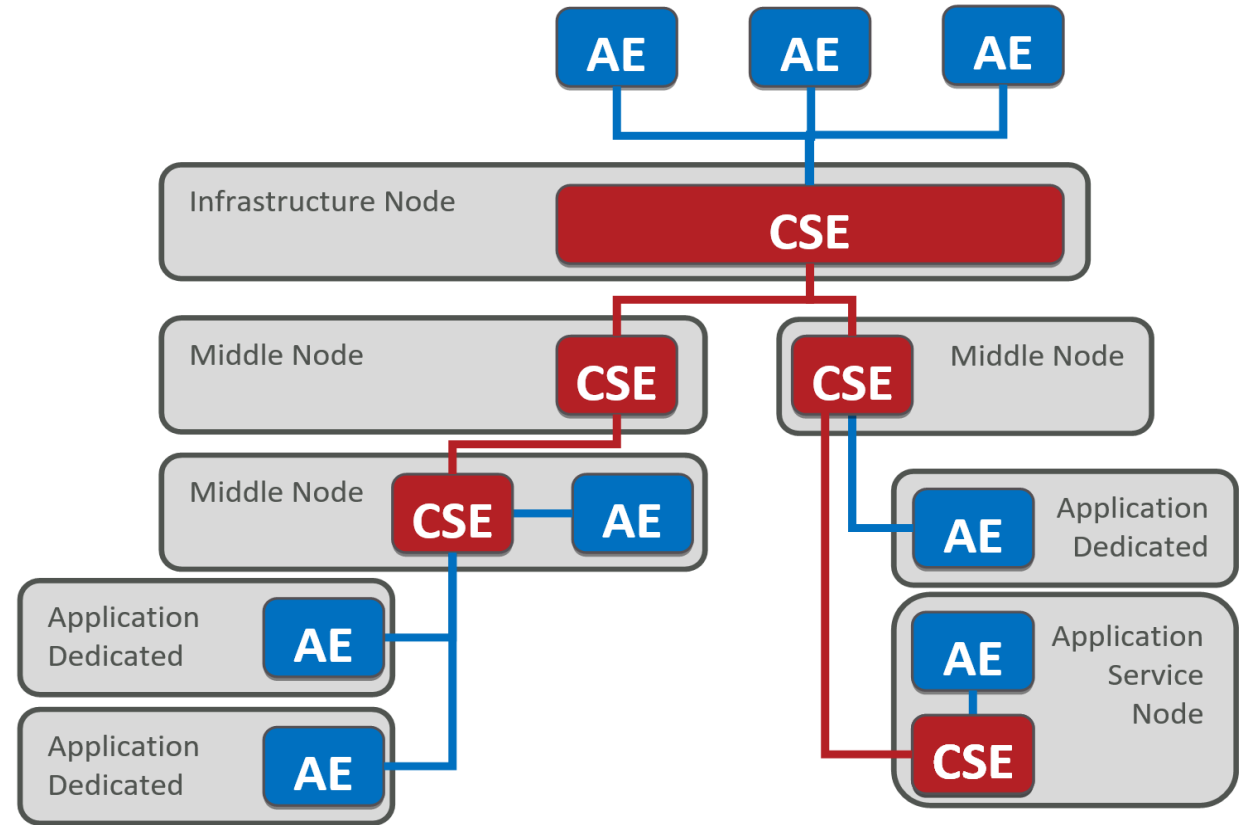 AE
AE
AE
Infrastructure Node
CSE
Middle Node
CSE
CSE
Middle Node
Middle Node
CSE
AE
AE
Application
Dedicated
Application
Dedicated
AE
AE
Application
Service
Node
CSE
Application
Dedicated
AE